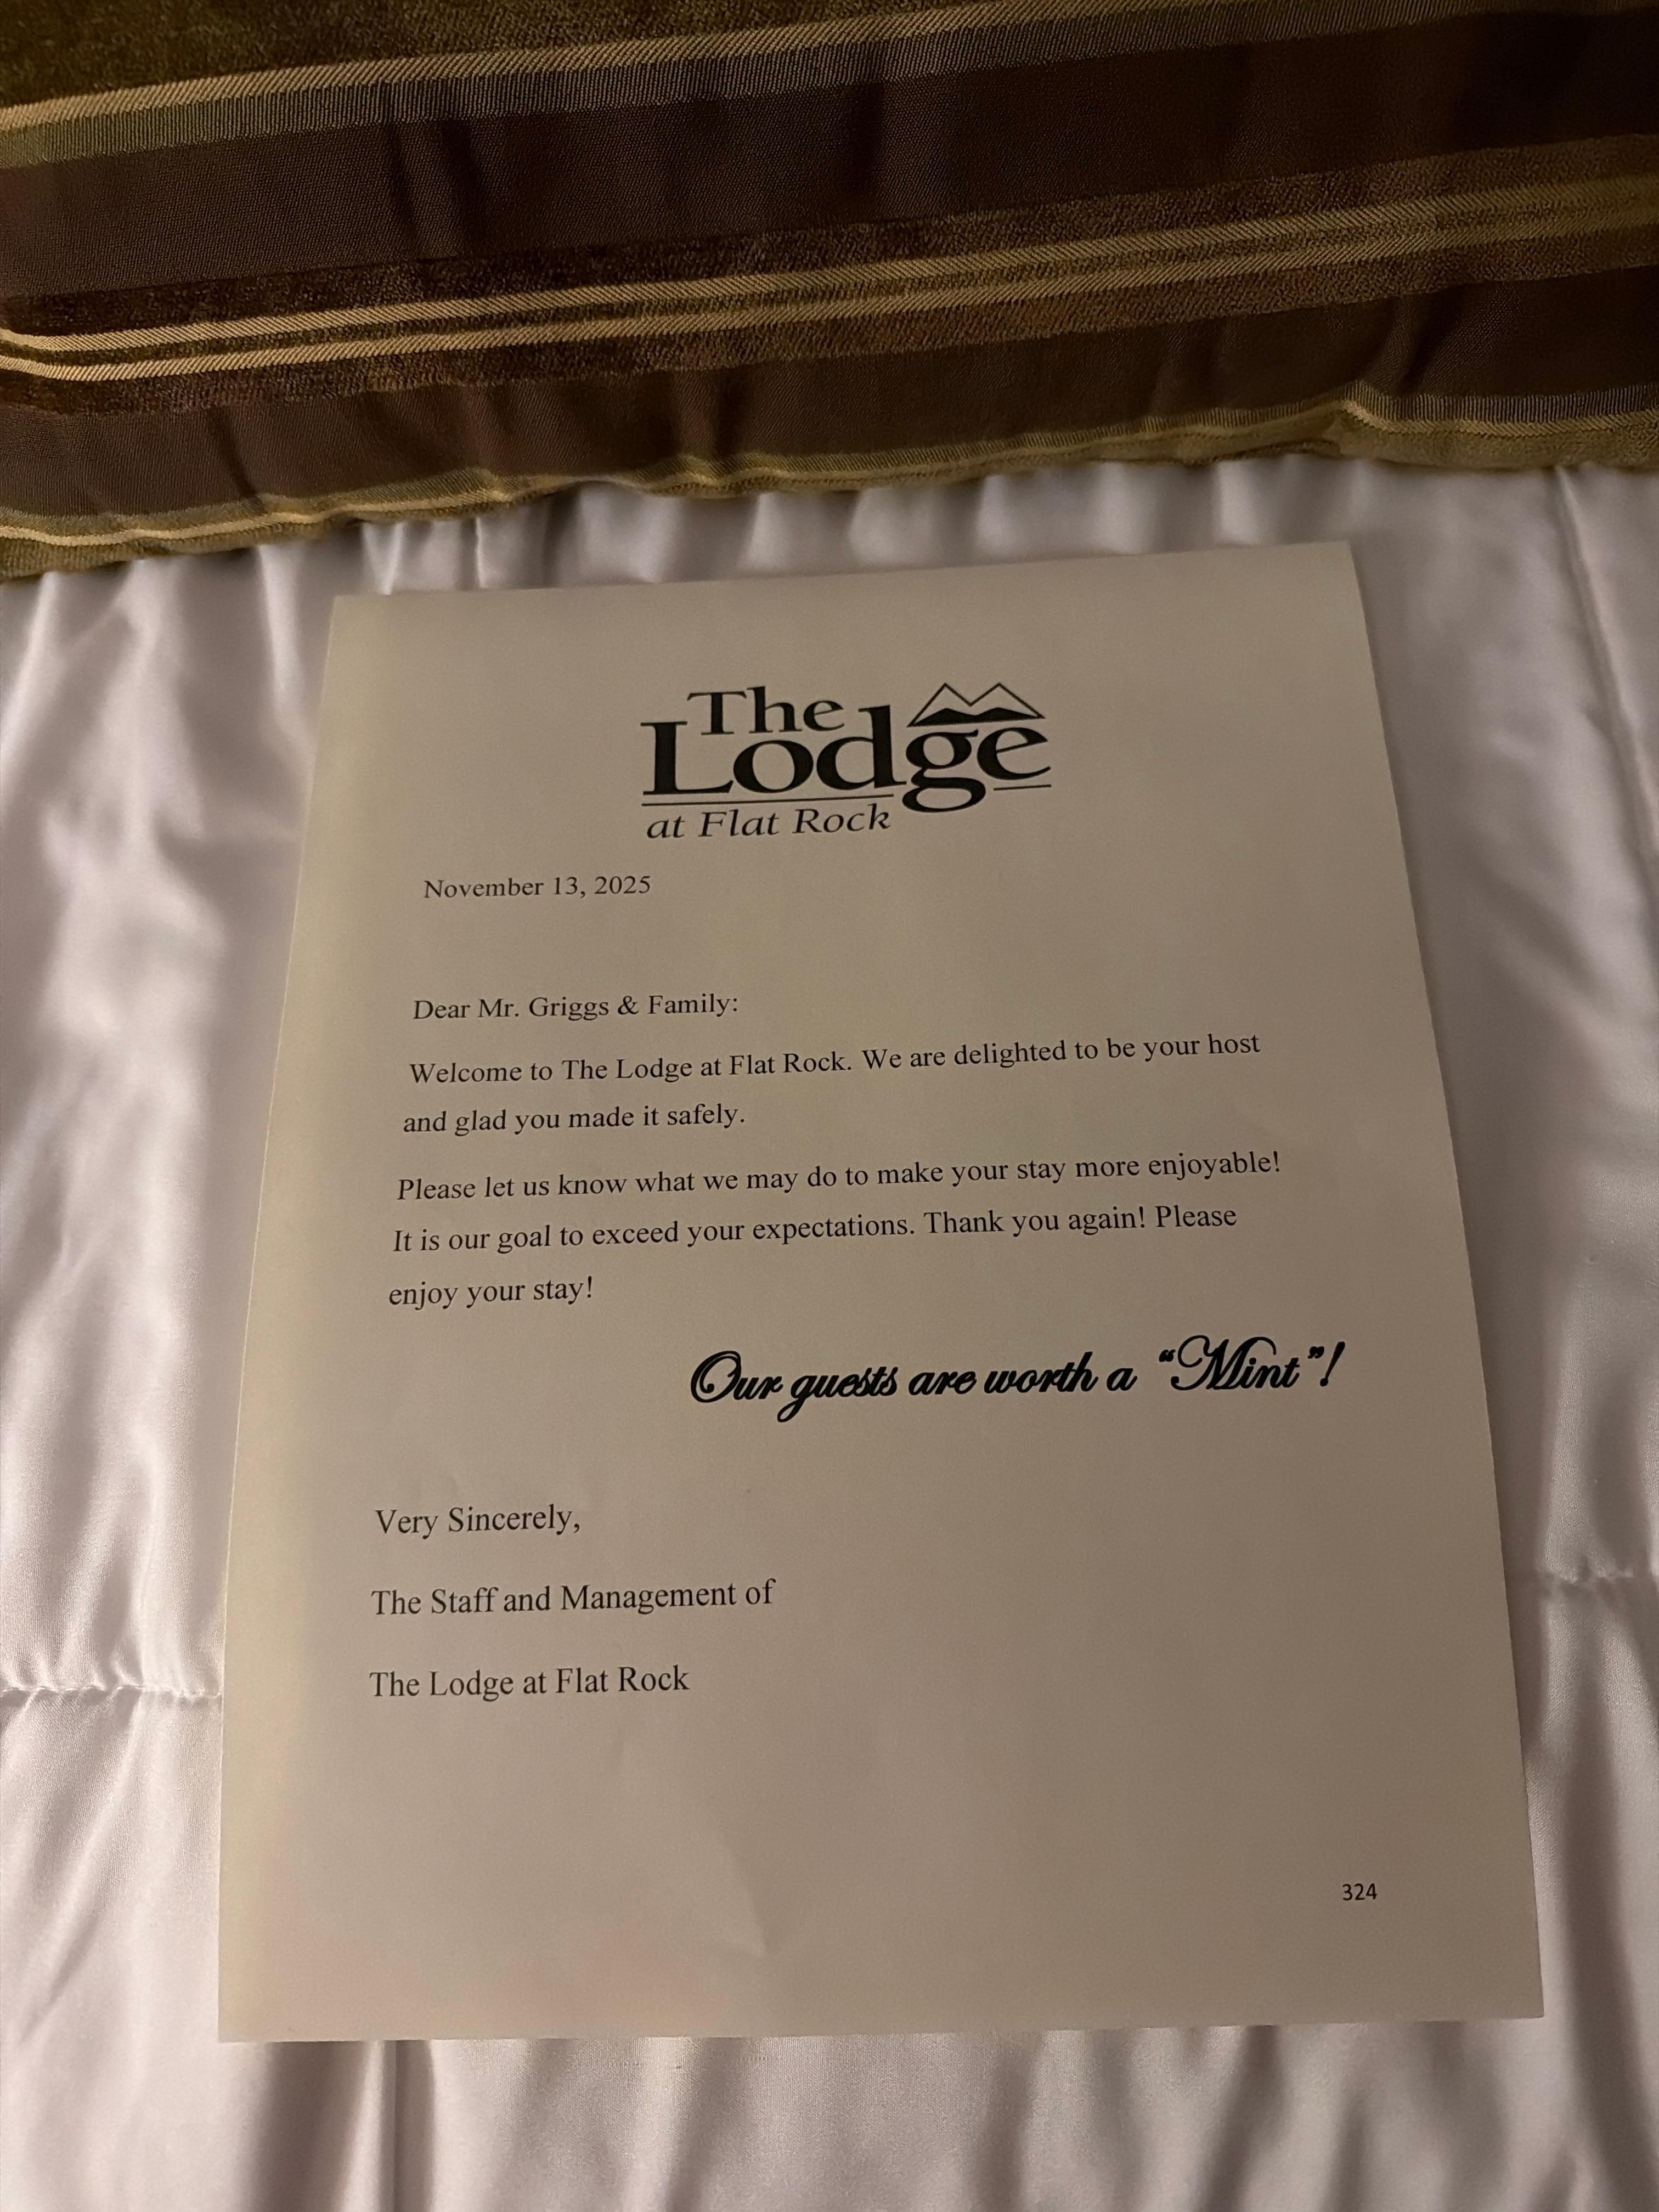 The
Lodge
at Flat Rock
November 13, 2025
Dear Mr. Griggs & Family:
Welcome to The Lodge at Flat Rock. We are delighted to be your host
and glad you made it safely.
Please let us know what we may do to make your stay more enjoyable!
It is our goal to exceed your expectations. Thank you again! Please
enjoy your stay!
Our guests are worth a “Mint”!
Very Sincerely,
The Staff and Management of
The Lodge at Flat Rock
324